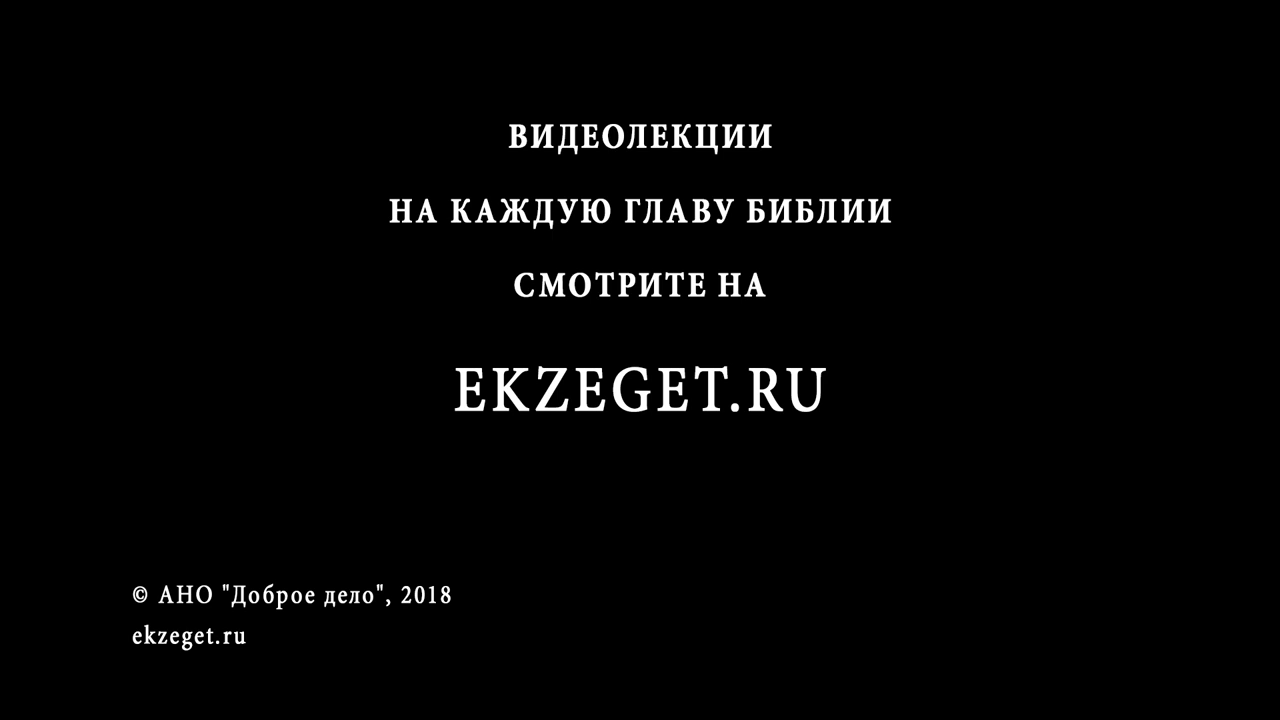 ВИДЕОЛЕКЦИИ
НА КАЖДУЮ ГЛАВУ БИБЛИИ
СМОТРИТЕ НА
EKZEGET.RU
© АНО "Доброе дело", 2018
ekzeget.ru